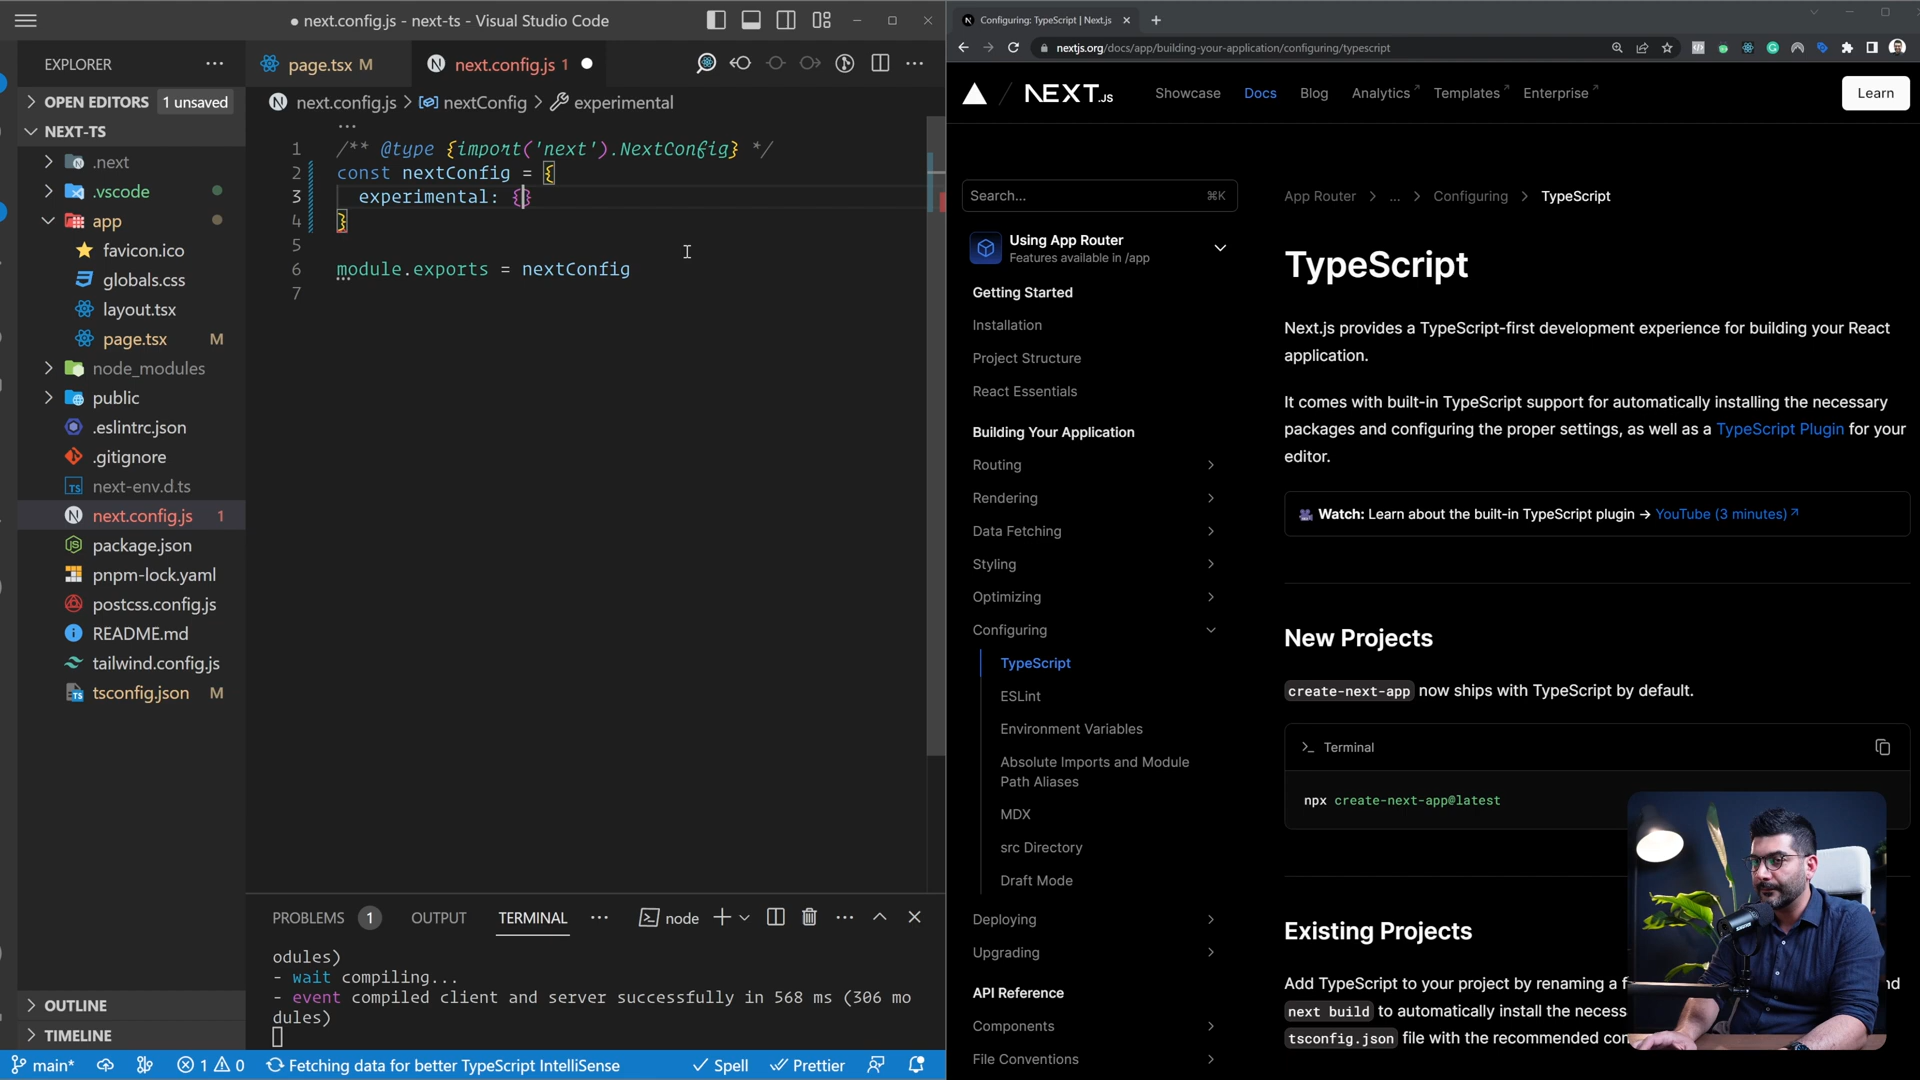 next.config.js - next-ts - Visual Studio Code
EXPLORER
OPEN EDITORS 1 unsaved
NEXT-TS
.next
.vscode
app
favicon.ico
globals.css
layout.tsx
page.tsx M
node_modules
public
.eslintrc.json
.gitignore
next-env.d.ts
next.config.js 1
package.json
pnpm-lock.yaml
postcss.config.js
README.md
tailwind.config.js
tsconfig.json M
OUTLINE
TIMELINE
page.tsx M
next.config.js 1
next.config.js > nextConfig > experimental
1 /** @type {import('next').NextConfig} */
2 const nextConfig = {
3 experimental: {}
4 }
5
6 module.exports = nextConfig
7
PROBLEMS 1 OUTPUT TERMINAL ... node
odules)
- wait compiling...
- event compiled client and server successfully in 568 ms (306 mo
dules)
main* 1 0 Fetching data for better TypeScript IntelliSense Spell Prettier
Configuring: TypeScript | Next.js
nextjs.org/docs/app/building-your-application/configuring/typescript
NEXT.JS Showcase Docs Blog Analytics Templates Enterprise Learn
Search... ⌘K
Using App Router
Features available in /app
Getting Started
Installation
Project Structure
React Essentials
Building Your Application
Routing
Rendering
Data Fetching
Styling
Optimizing
Configuring
TypeScript
ESLint
Environment Variables
Absolute Imports and Module
Path Aliases
MDX
src Directory
Draft Mode
Deploying
Upgrading
API Reference
Components
File Conventions
App Router > ... > Configuring > TypeScript
TypeScript
Next.js provides a TypeScript-first development experience for building your React
application.
It comes with built-in TypeScript support for automatically installing the necessary
packages and configuring the proper settings, as well as a TypeScript Plugin for your
editor.
Watch: Learn about the built-in TypeScript plugin → YouTube (3 minutes)
New Projects
create-next-app now ships with TypeScript by default.
Terminal
npx create-next-app@latest
Existing Projects
Add TypeScript to your project by renaming a f nd
next build to automatically install the necess
tsconfig.json file with the recommended con